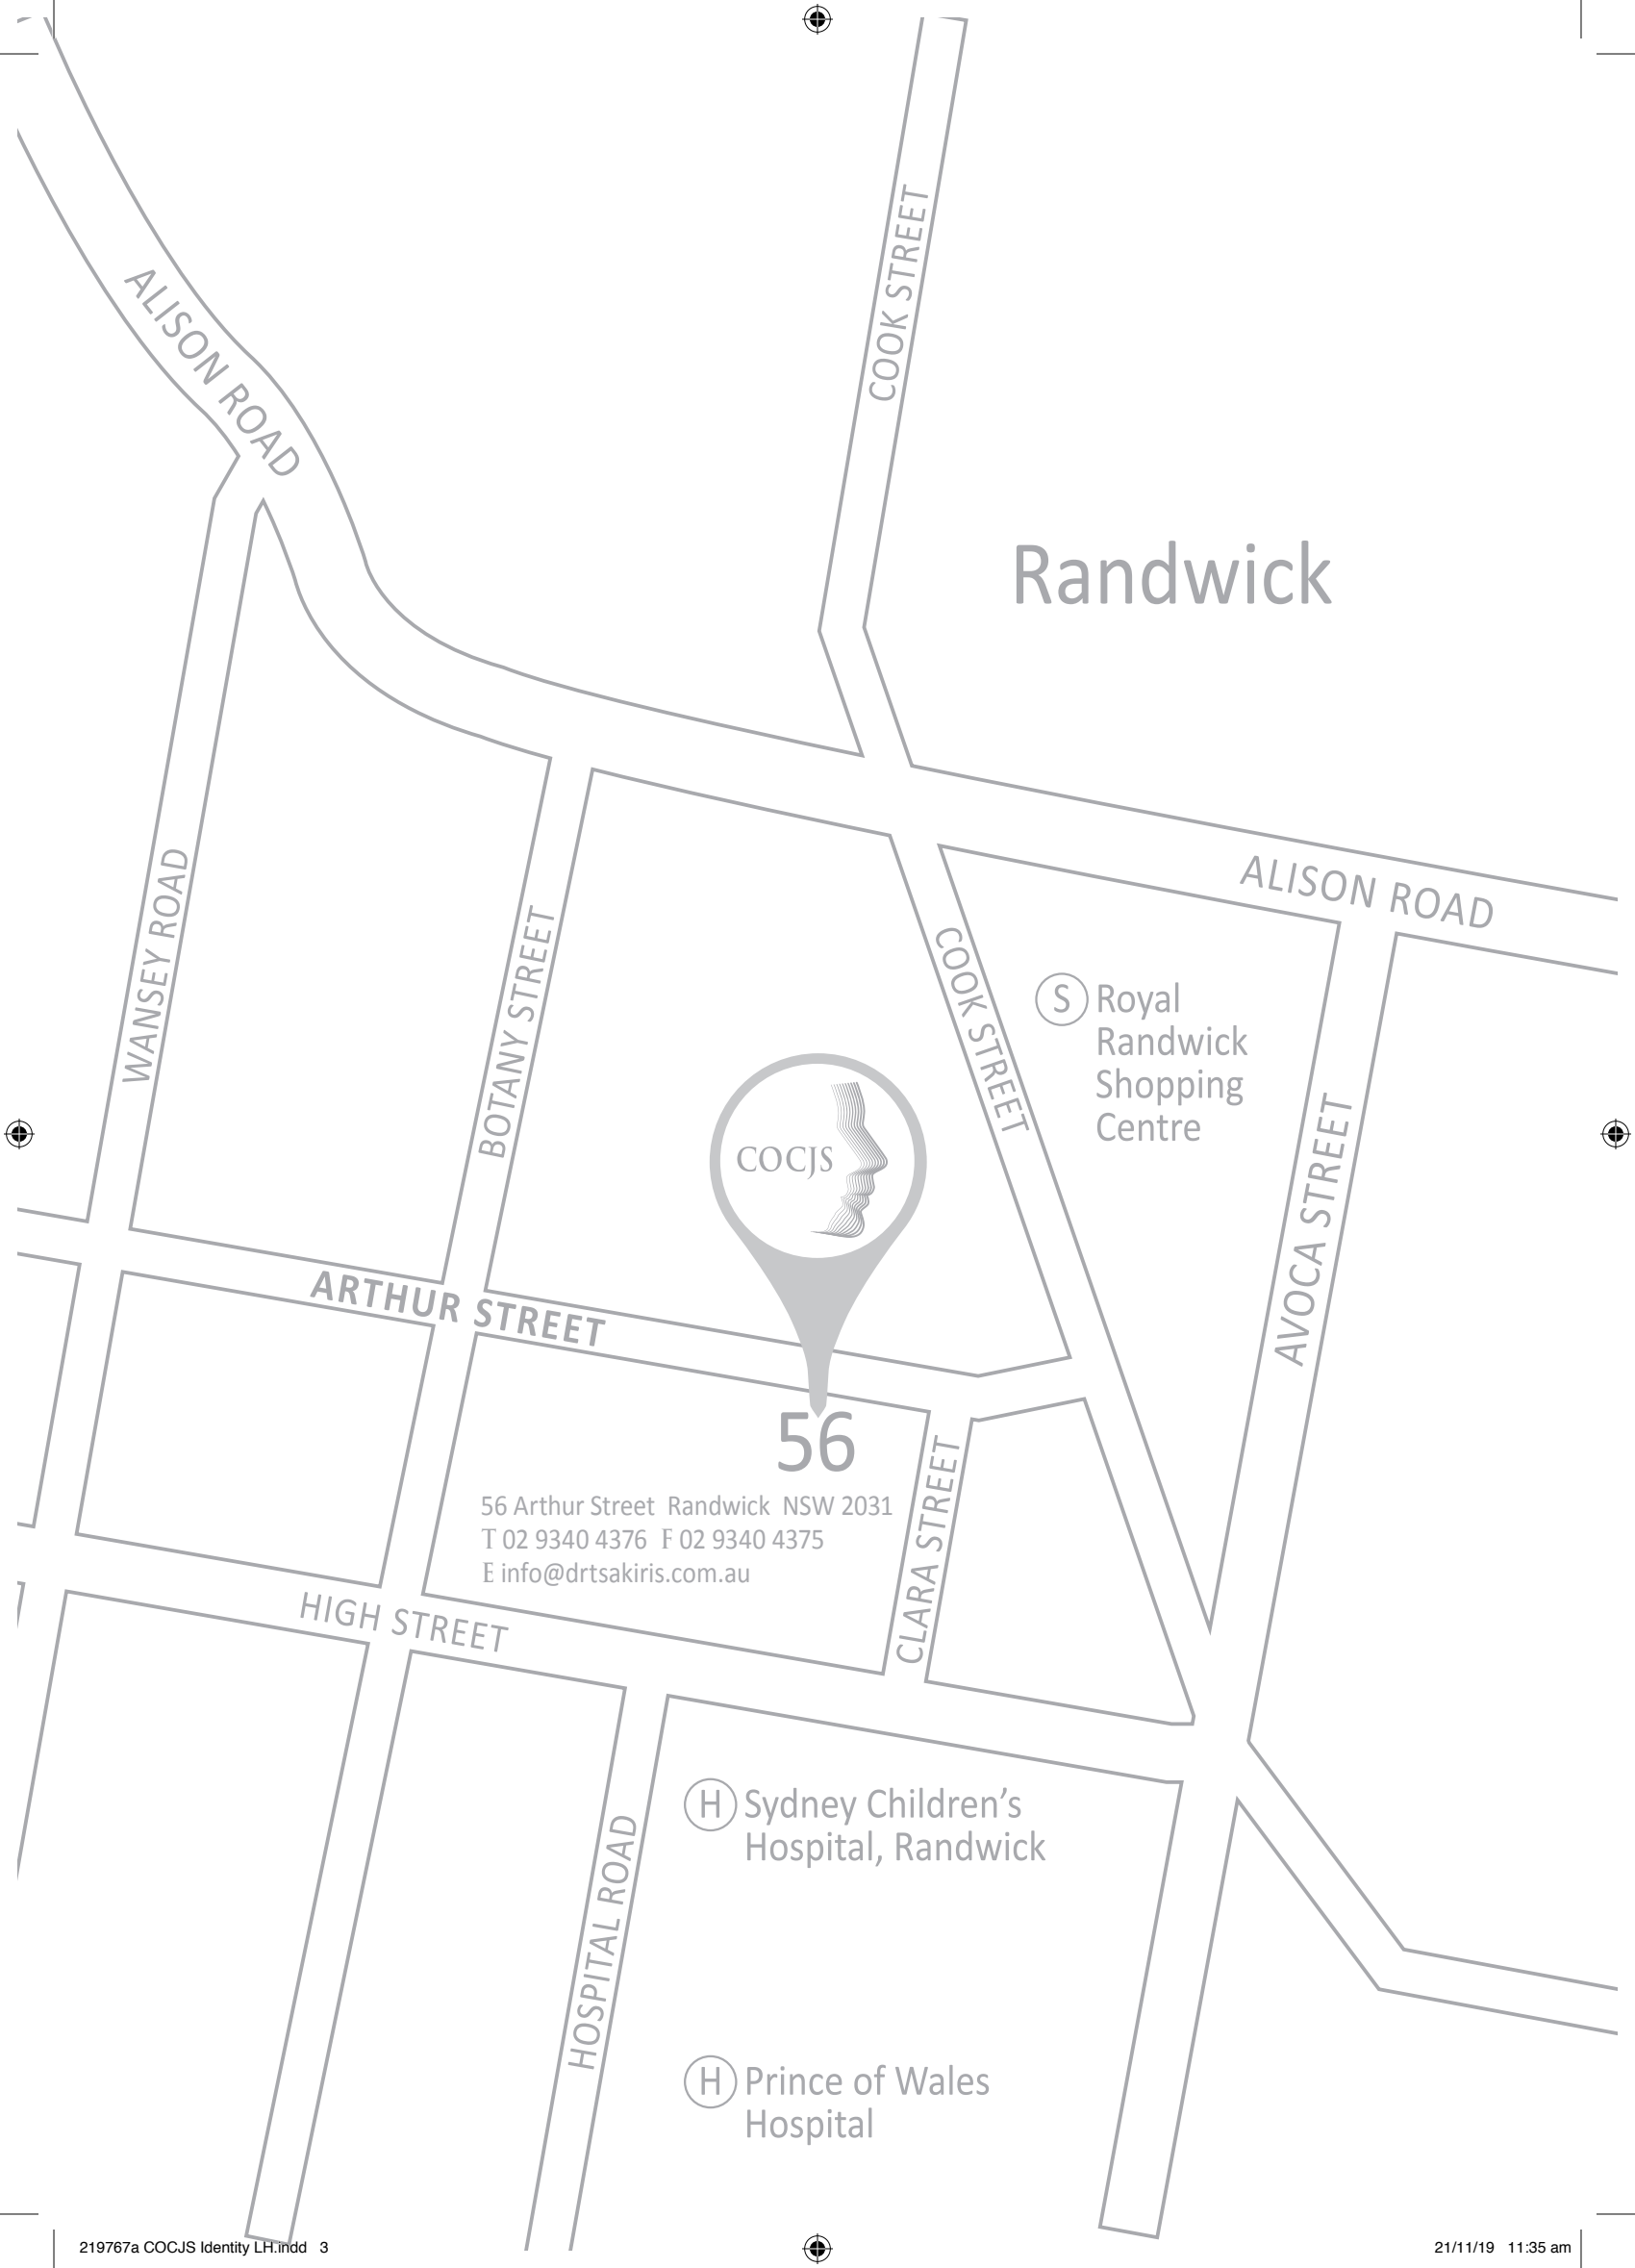 ALISON ROAD
COOK STREET
Randwick
ALISON ROAD
WANSEY ROAD
BOTANY STREET
COOK STREET
S Royal
Randwick
Shopping
Centre
AVOCA STREET
COCJS
ARTHUR STREET
56
56 Arthur Street Randwick NSW 2031
T 02 9340 4376 F 02 9340 4375
E info@drtsakiris.com.au
CLARA STREET
HIGH STREET
H Sydney Children’s
Hospital, Randwick
HOSPITAL ROAD
H Prince of Wales
Hospital
219767a COCJS Identity LH.indd 3
21/11/19 11:35 am